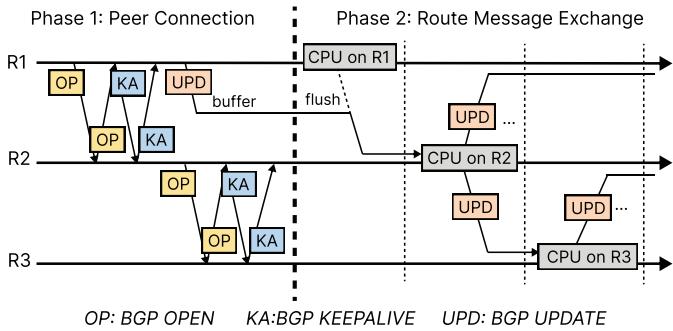 Phase 1: Peer Connection
Phase 2: Route Message Exchange
R1
CPU on R1
OP
KA
UPD
buffer
flush
UPD
...
OP
KA
R2
CPU on R2
OP
KA
UPD
UPD
...
OP
KA
R3
CPU on R3
OP: BGP OPEN KA:BGP KEEPALIVE UPD: BGP UPDATE